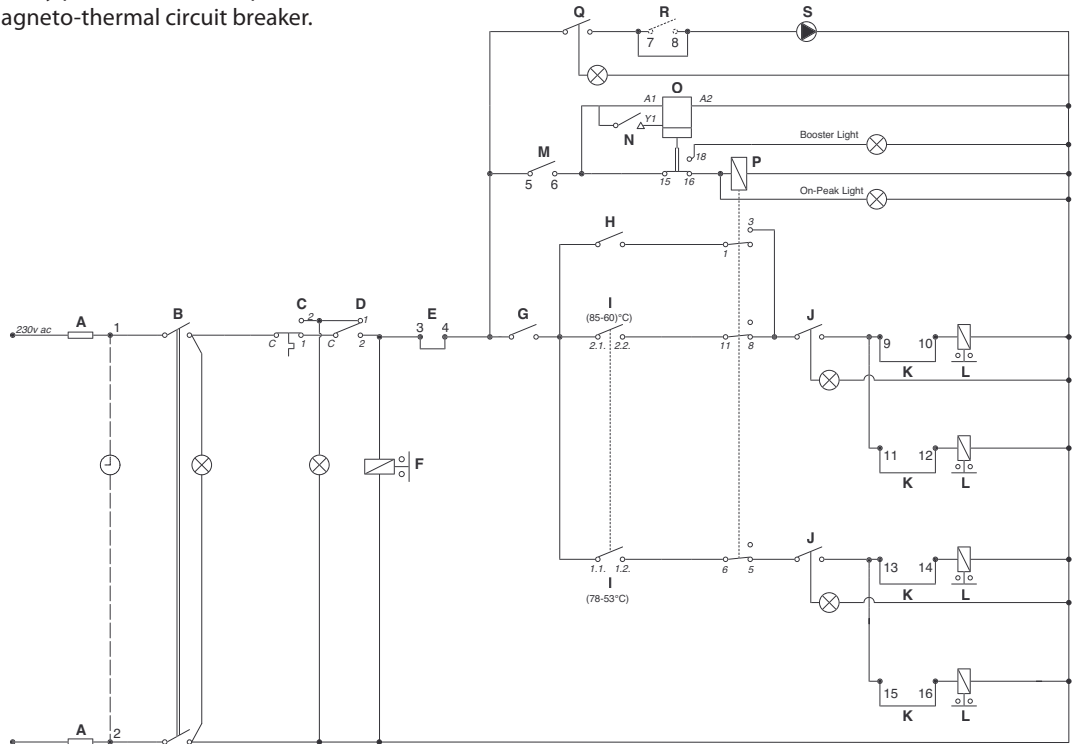 agneto-thermal circuit breaker.
Q R S
7 8
O
A1 A2
Y1
N
Booster Light
18
M P
5 6 15 16
On-Peak Light
H 3
1
I
(85-60)°C
230v ac A 1 B C 2 D 1 E G J
3 4
C 1 C 2 2.1. 2.2. 11 8 9 10
K L
F
11 12
K L
J
1.1. 1.2. 6 5 13 14
I K L
(78-53°C)
15 16
A 2 K L